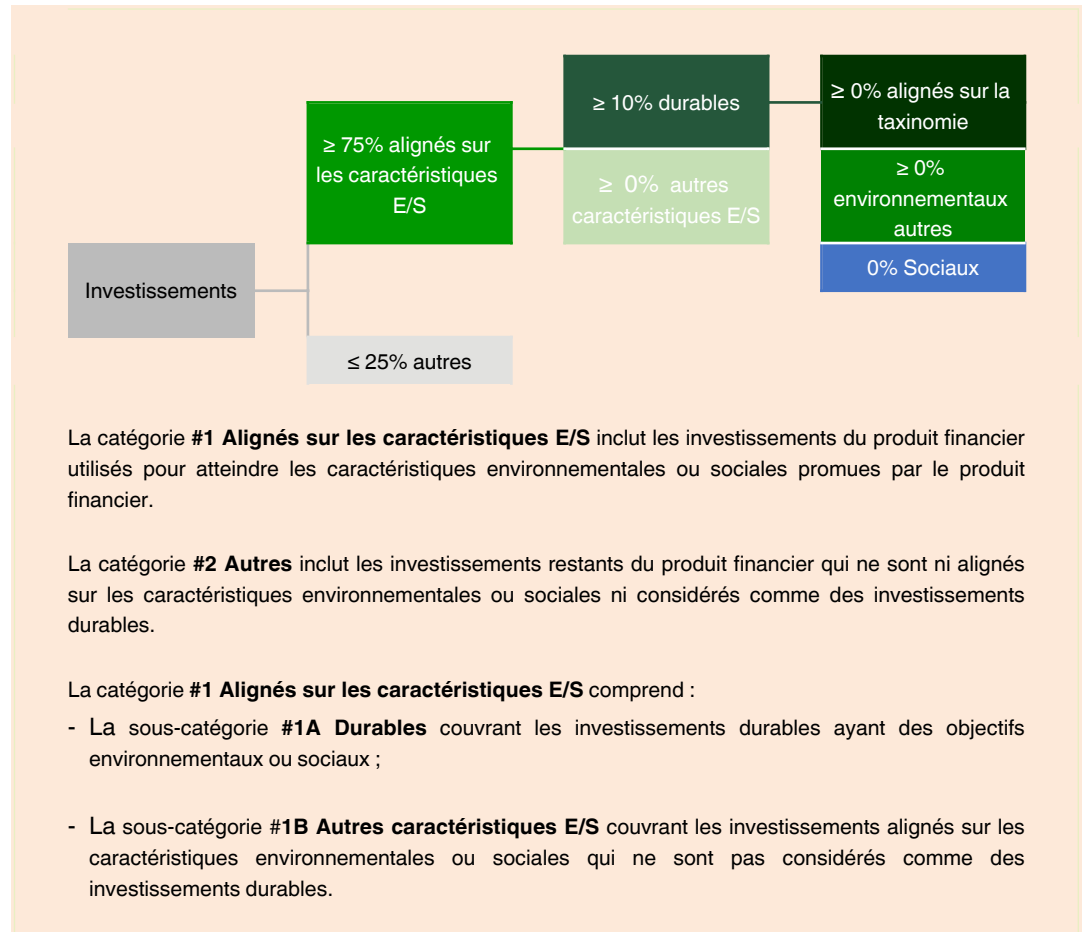 ≥ 10% durables
≥ 0% alignés sur la
taxinomie
≥ 75% alignés sur
les caractéristiques
E/S
≥ 0% autres
caractéristiques E/S
≥ 0%
environnementaux
autres
0% Sociaux
Investissements
≤ 25% autres
La catégorie #1 Alignés sur les caractéristiques E/S inclut les investissements du produit financier
utilisés pour atteindre les caractéristiques environnementales ou sociales promues par le produit
financier.
La catégorie #2 Autres inclut les investissements restants du produit financier qui ne sont ni alignés
sur les caractéristiques environnementales ou sociales ni considérés comme des investissements
durables.
La catégorie #1 Alignés sur les caractéristiques E/S comprend :
- La sous-catégorie #1A Durables couvrant les investissements durables ayant des objectifs
environnementaux ou sociaux ;
- La sous-catégorie #1B Autres caractéristiques E/S couvrant les investissements alignés sur les
caractéristiques environnementales ou sociales qui ne sont pas considérés comme des
investissements durables.